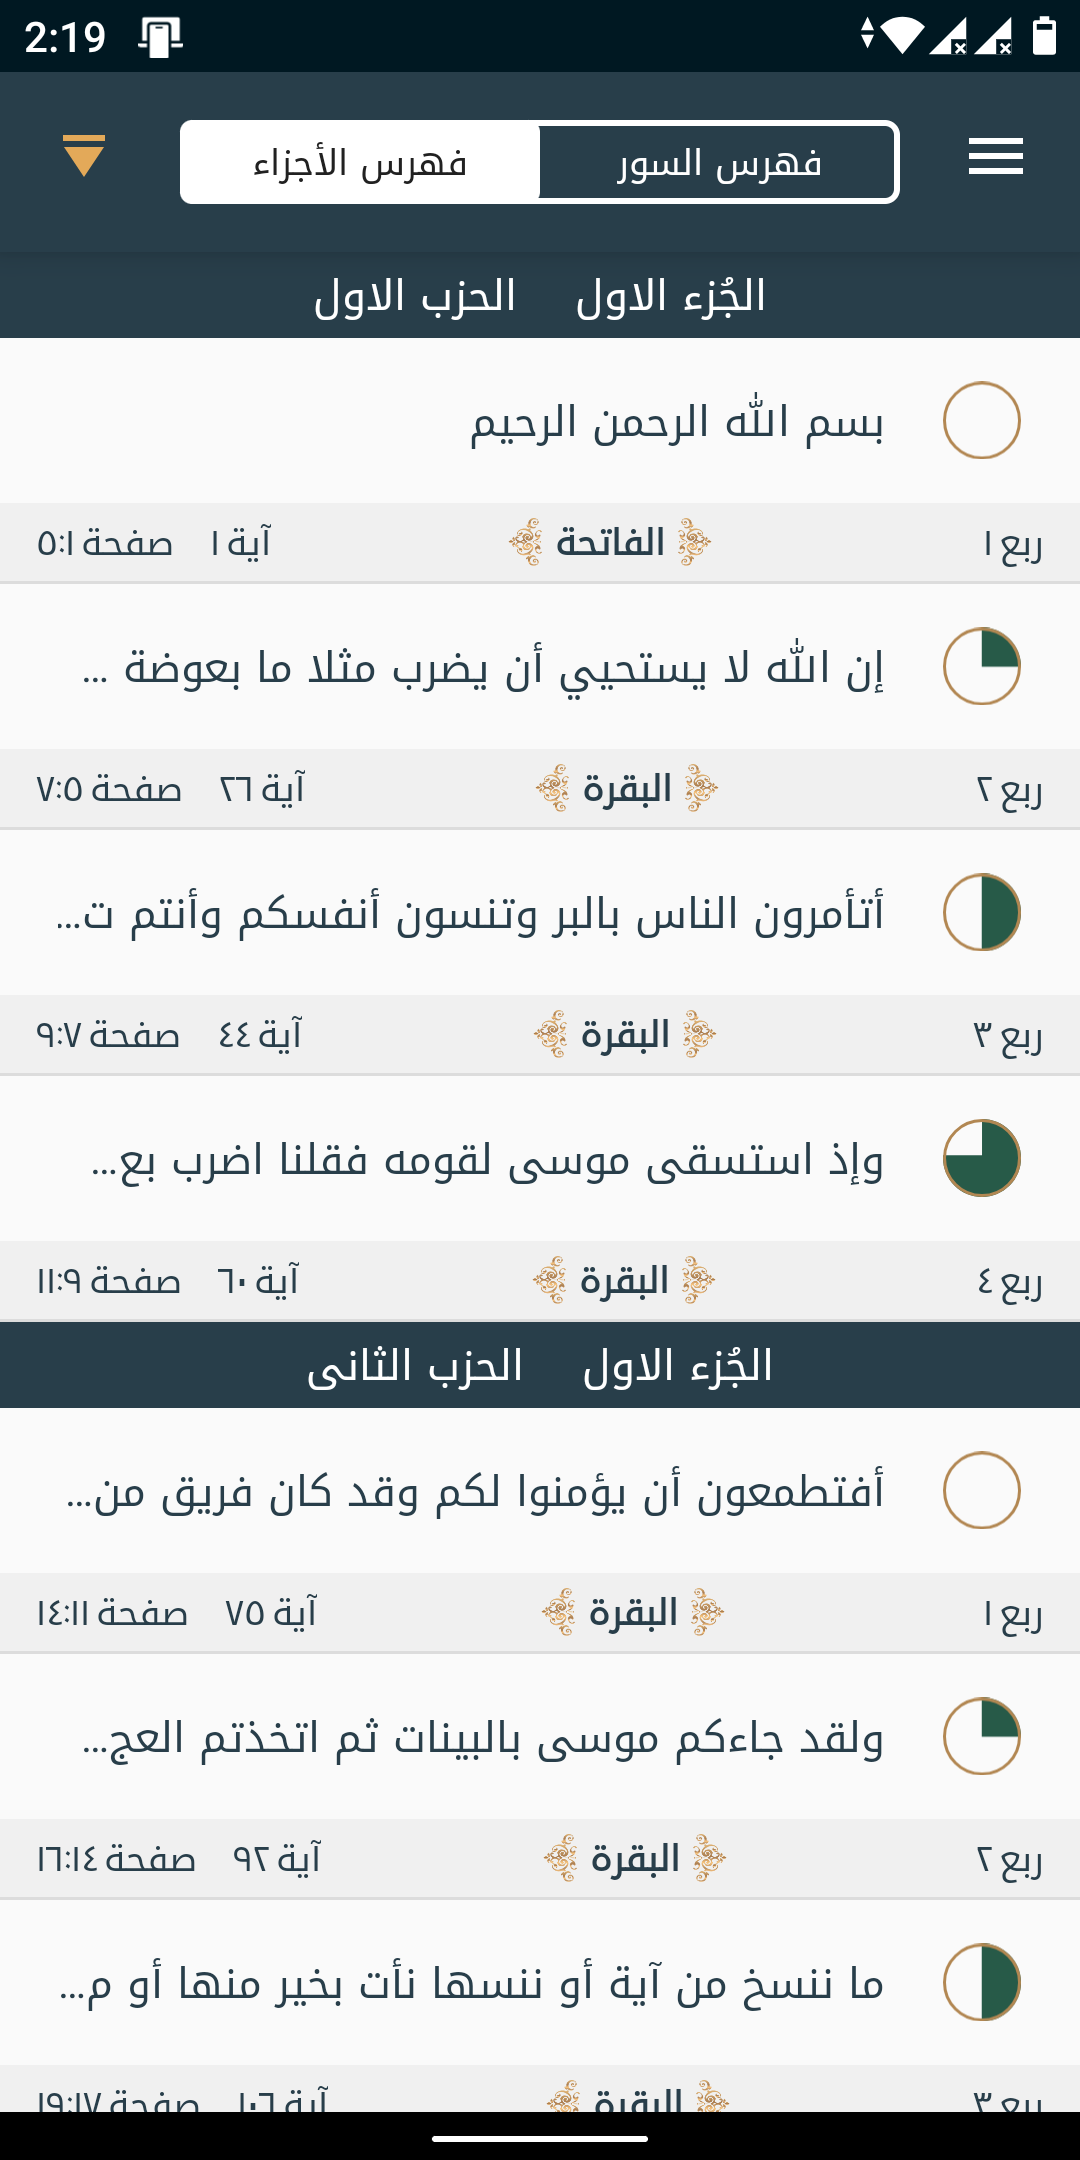 2:19
فهرس السور فهرس الأجزاء
الجُزء الاول الحزب الاول
بسم الله الرحمن الرحيم
ربع ١ الفاتحة آية ١ صفحة ٥:١
إن الله لا يستحيي أن يضرب مثلا ما بعوضة ...
ربع ٢ البقرة آية ٢٦ صفحة ٧:٥
أتأمرون الناس بالبر وتنسون أنفسكم وأنتم ت...
ربع ٣ البقرة آية ٤٤ صفحة ٩:٧
وإذ استسقى موسى لقومه فقلنا اضرب بع...
ربع ٤ البقرة آية ٦٠ صفحة ١١:٩
الجُزء الاول الحزب الثانى
أفتطمعون أن يؤمنوا لكم وقد كان فريق من...
ربع ١ البقرة آية ٧٥ صفحة ١٤:١١
ولقد جاءكم موسى بالبينات ثم اتخذتم العج...
ربع ٢ البقرة آية ٩٢ صفحة ١٦:١٤
ما ننسخ من آية أو ننسها نأت بخير منها أو م...
ربع ٣ البقرة آية ١٠٦ صفحة ١٩:١٧